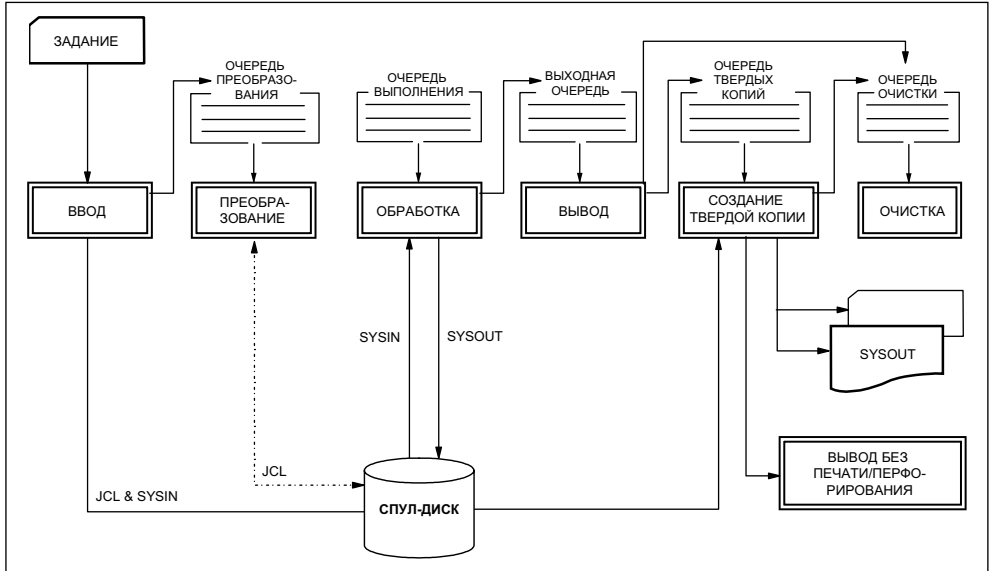 ЗАДАНИЕ
ОЧЕРЕДЬ
ПРЕОБРАЗО-
ВАНИЯ
ОЧЕРЕДЬ
ВЫПОЛНЕНИЯ
ВЫХОДНАЯ
ОЧЕРЕДЬ
ОЧЕРЕДЬ
ТВЕРДЫХ
КОПИЙ
ОЧЕРЕДЬ
ОЧИСТКИ
ВВОД
ПРЕОБРА-
ЗОВАНИЕ
ОБРАБОТКА
ВЫВОД
СОЗДАНИЕ
ТВЕРДОЙ КОПИИ
ОЧИСТКА
SYSIN
SYSOUT
SYSOUT
JCL
JCL & SYSIN
СПУЛ-ДИСК
ВЫВОД БЕЗ
ПЕЧАТИ/ПЕРФО-
РИРОВАНИЯ